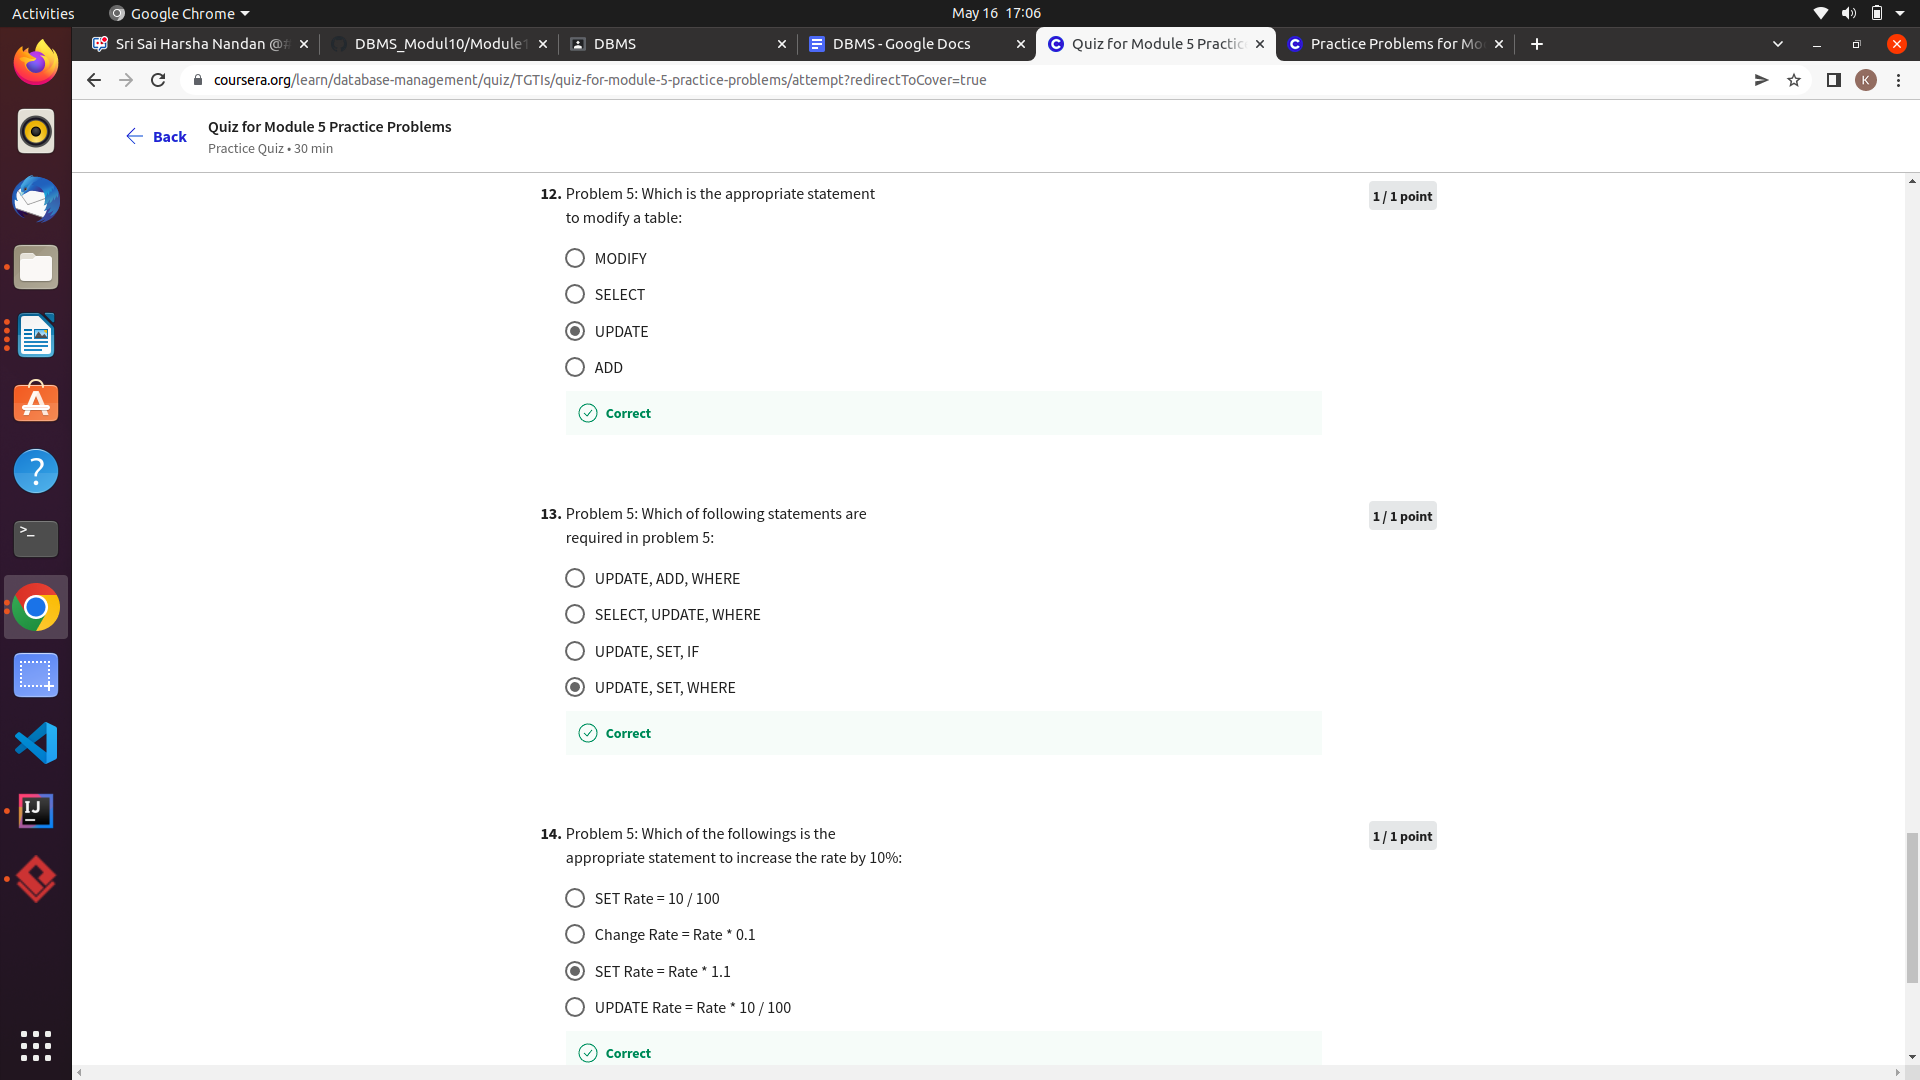 Activities
Google Chrome
May 16 17:06
Sri Sai Harsha Nandan @#
DBMS_Modul10/Module1
DBMS
DBMS - Google Docs
Quiz for Module 5 Practic
Practice Problems for Mo
coursera.org/learn/database-management/quiz/TGTIs/quiz-for-module-5-practice-problems/attempt?redirectToCover=true
K
Back
Quiz for Module 5 Practice Problems
Practice Quiz • 30 min
12. Problem 5: Which is the appropriate statement
to modify a table:
1 / 1 point
MODIFY
SELECT
UPDATE
ADD
Correct
13. Problem 5: Which of following statements are
required in problem 5:
1 / 1 point
UPDATE, ADD, WHERE
SELECT, UPDATE, WHERE
UPDATE, SET, IF
UPDATE, SET, WHERE
Correct
14. Problem 5: Which of the followings is the
appropriate statement to increase the rate by 10%:
1 / 1 point
SET Rate = 10 / 100
Change Rate = Rate * 0.1
SET Rate = Rate * 1.1
UPDATE Rate = Rate * 10 / 100
Correct